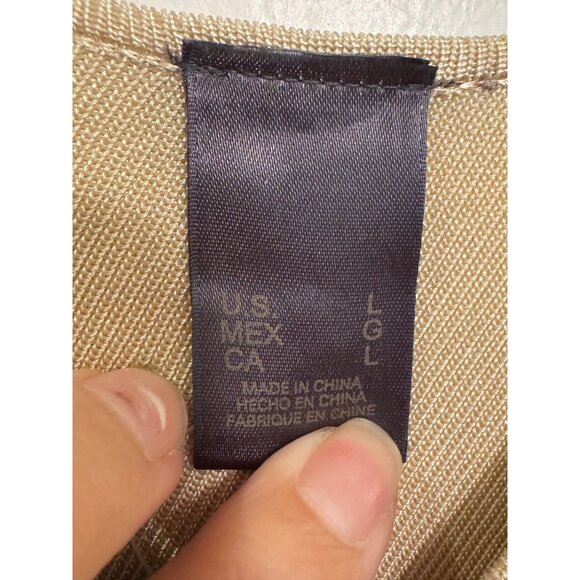 U.S. L
MEX G
CA L
MADE IN CHINA
HECHO EN CHINA
FABRIQUE EN CHINE